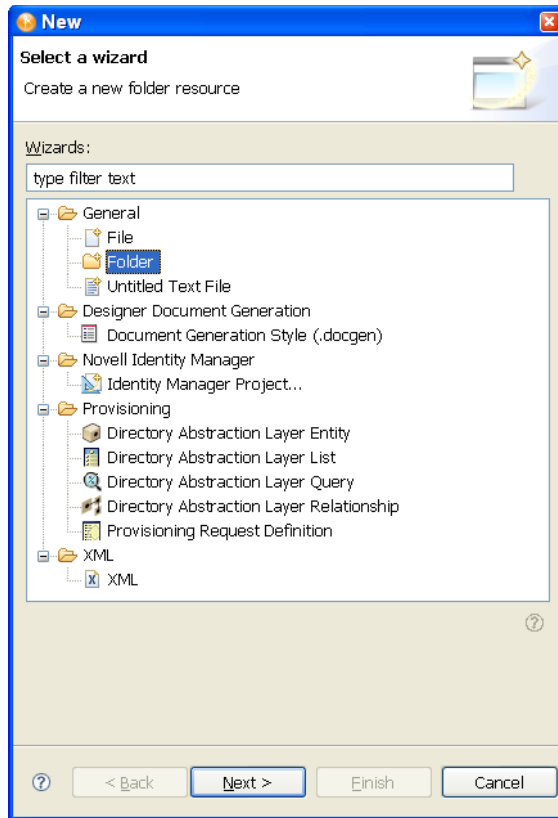 New
Select a wizard
Create a new folder resource
Wizards:
type filter text
General
File
Folder
Untitled Text File
Designer Document Generation
Document Generation Style (.docgen)
Novell Identity Manager
Identity Manager Project...
Provisioning
Directory Abstraction Layer Entity
Directory Abstraction Layer List
Directory Abstraction Layer Query
Directory Abstraction Layer Relationship
Provisioning Request Definition
XML
XML
< Back Next > Finish Cancel